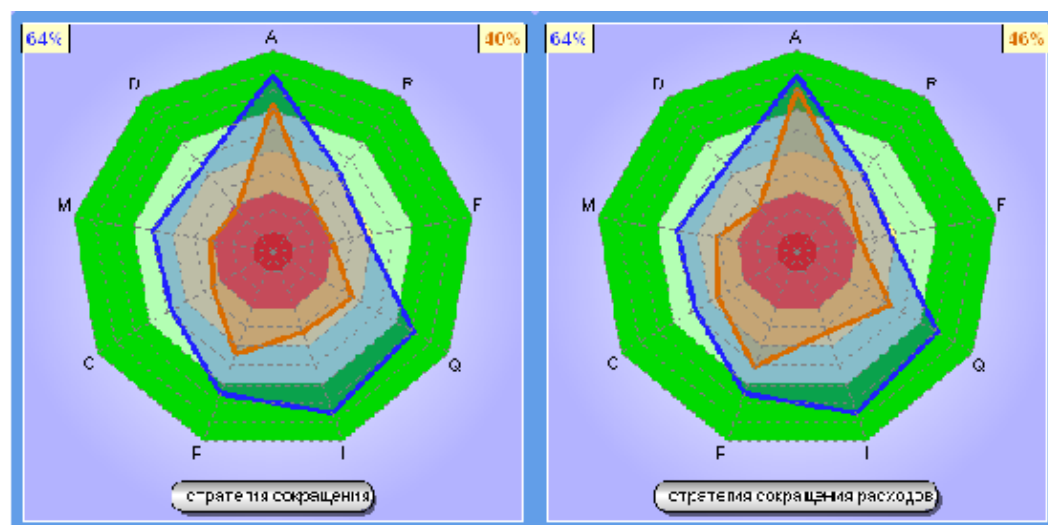 64%
40%
A
D
M
C
I
Q
стратегия сокращения
64%
46%
A
D
M
C
I
Q
стратегия сокращения расходов